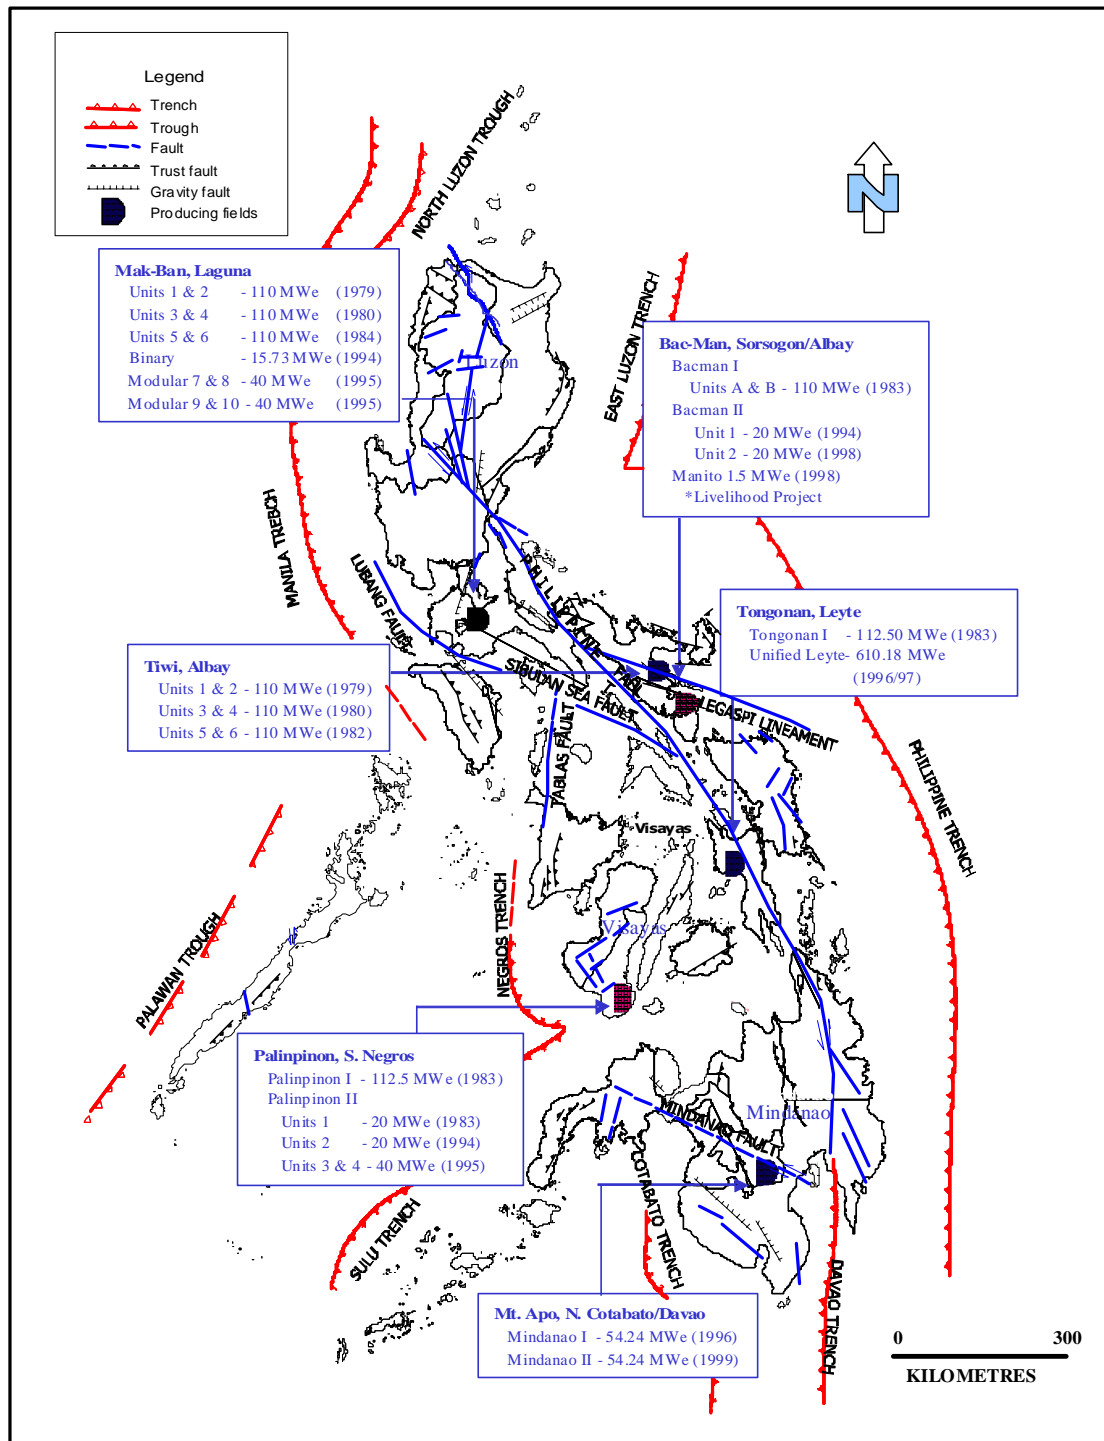 Legend
Trench
Trough
Fault
Trust fault
Gravity fault
Producing fields
NORTH LUZON TROUGH
N
Mak-Ban, Laguna
Units 1 & 2 - 110 MWe (1979)
Units 3 & 4 - 110 MWe (1980)
Units 5 & 6 - 110 MWe (1984)
Binary - 15.73 MWe (1994)
Modular 7 & 8 - 40 MWe (1995)
Modular 9 & 10 - 40 MWe (1995)
Luzon
EAST LUZON TRENCH
Bac-Man, Sorsogon/Albay
Bacman I
Units A & B - 110 MWe (1983)
Bacman II
Unit 1 - 20 MWe (1994)
Unit 2 - 20 MWe (1998)
Manito 1.5 MWe (1998)
*Livelihood Project
MANILA TREBCH
LUBANG FAULT
PHILIPPINE FAUL
Tongonan, Leyte
Tongonan I - 112.50 MWe (1983)
Unified Leyte- 610.18 MWe
(1996/97)
Tiwi, Albay
Units 1 & 2 - 110 MWe (1979)
Units 3 & 4 - 110 MWe (1980)
Units 5 & 6 - 110 MWe (1982)
SIBULAN SEA FAULT
LEGASPI LINEAMENT
TABLAS FAULT
PHILIPPINE TRENCH
Visayas
Visayas
NEGROS TRENCH
PALAWAN TROUGH
Palinpinon, S. Negros
Palinpinon I - 112.5 MWe (1983)
Palinpinon II
Units 1 - 20 MWe (1983)
Units 2 - 20 MWe (1994)
Units 3 & 4 - 40 MWe (1995)
Mindanao
MINDANAO FAULT
COTABATO TRENCH
SULU TRENCH
DAVAO TRENCH
Mt. Apo, N. Cotabato/Davao
Mindanao I - 54.24 MWe (1996)
Mindanao II - 54.24 MWe (1999)
0 300
KILOMETRES